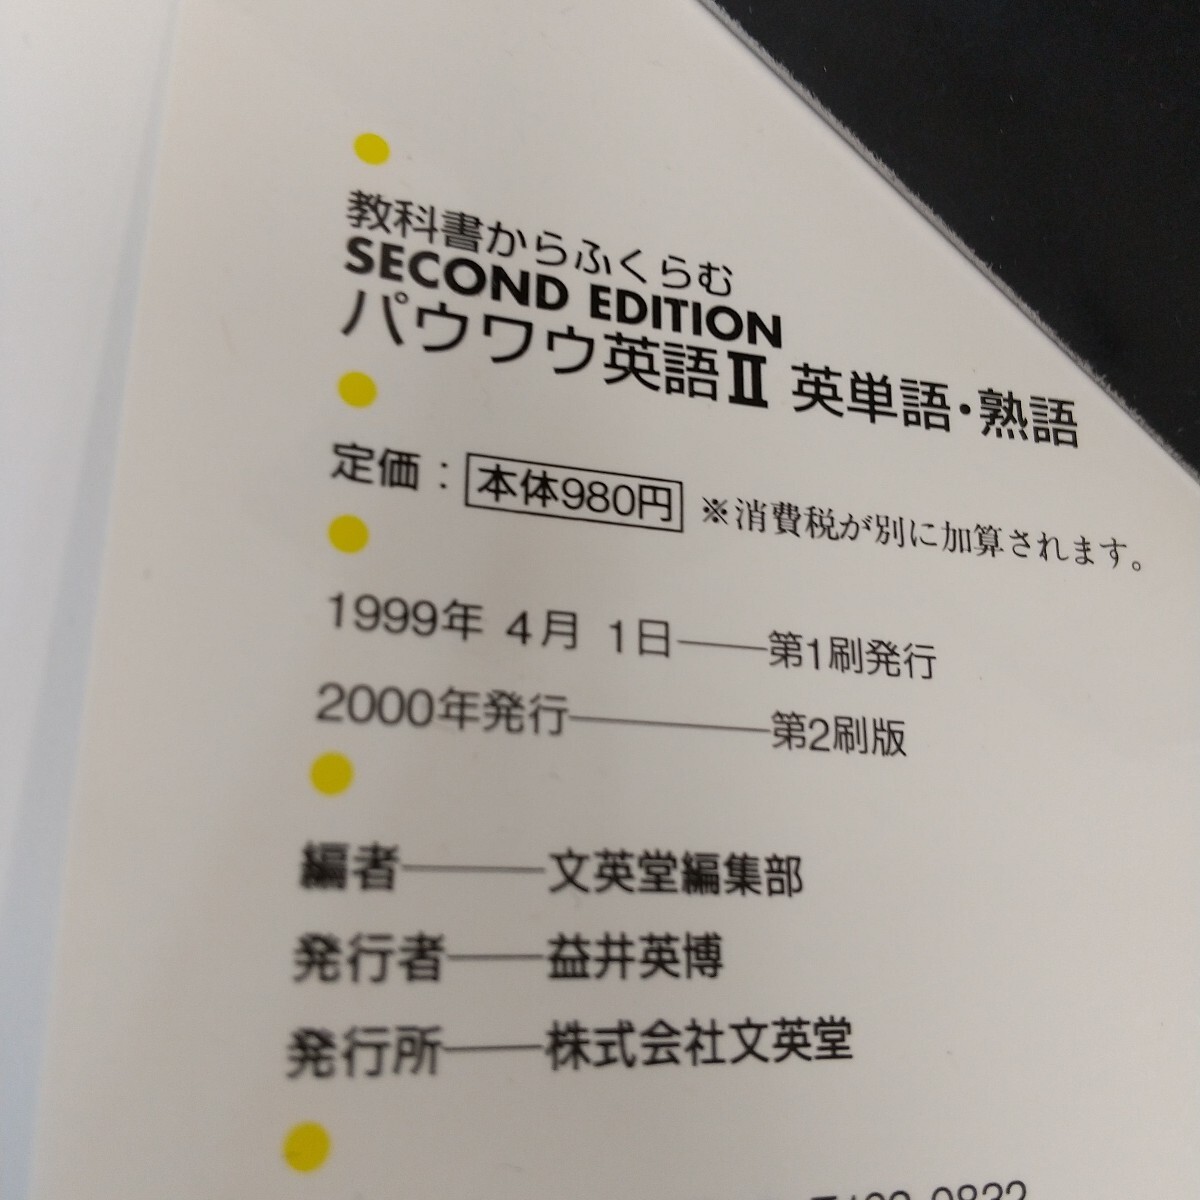 教科書からふくらむ
SECOND EDITION
パウワウ英語Ⅱ 英単語・熟語
定価：本体980円 ※消費税が別に加算されます。
1999年 4月 1日――第1刷発行
2000年発行――――第2刷版
編者―――文英堂編集部
発行者――益井英博
発行所――株式会社文英堂